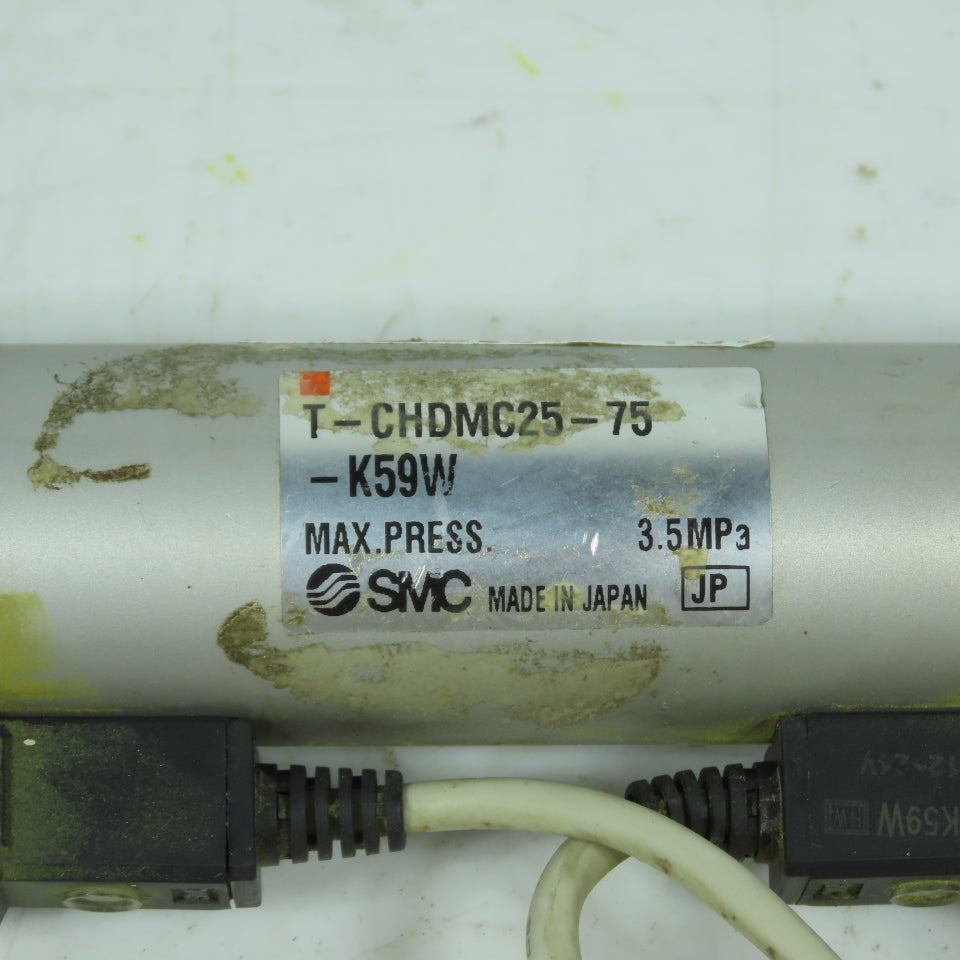 T-CHDMC25-75
-K59W
MAX.PRESS. 3.5MPa
SMC MADE IN JAPAN JP
12~24V
K59W